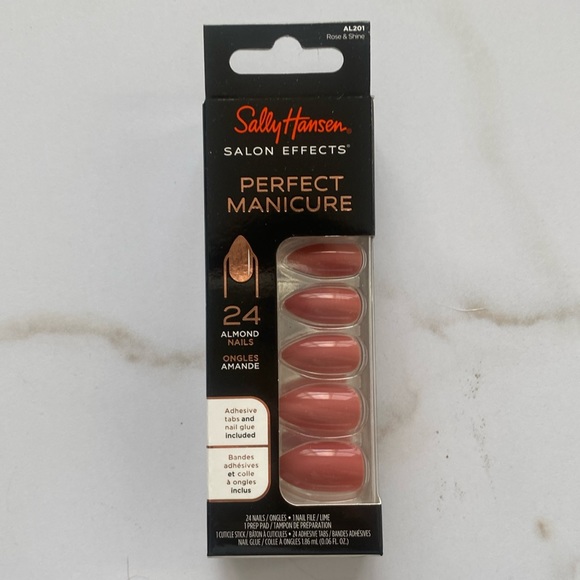 AL201
Rose & Shine
Sally Hansen®
SALON EFFECTS®
PERFECT
MANICURE
24
ALMOND
NAILS
ONGLES
AMANDE
Adhesive
tabs and
nail glue
included
Bandes
adhésives
et colle
à ongles
inclus
24 NAILS / ONGLES • 1 NAIL FILE / LIME
1 PREP PAD / TAMPON DE PRÉPARATION
1 CUTICLE STICK / BÂTON À CUTICULES • 24 ADHESIVE TABS / BANDES ADHÉSIVES
NAIL GLUE / COLLE À ONGLES 1.86 mL (0.06 FL. OZ.)